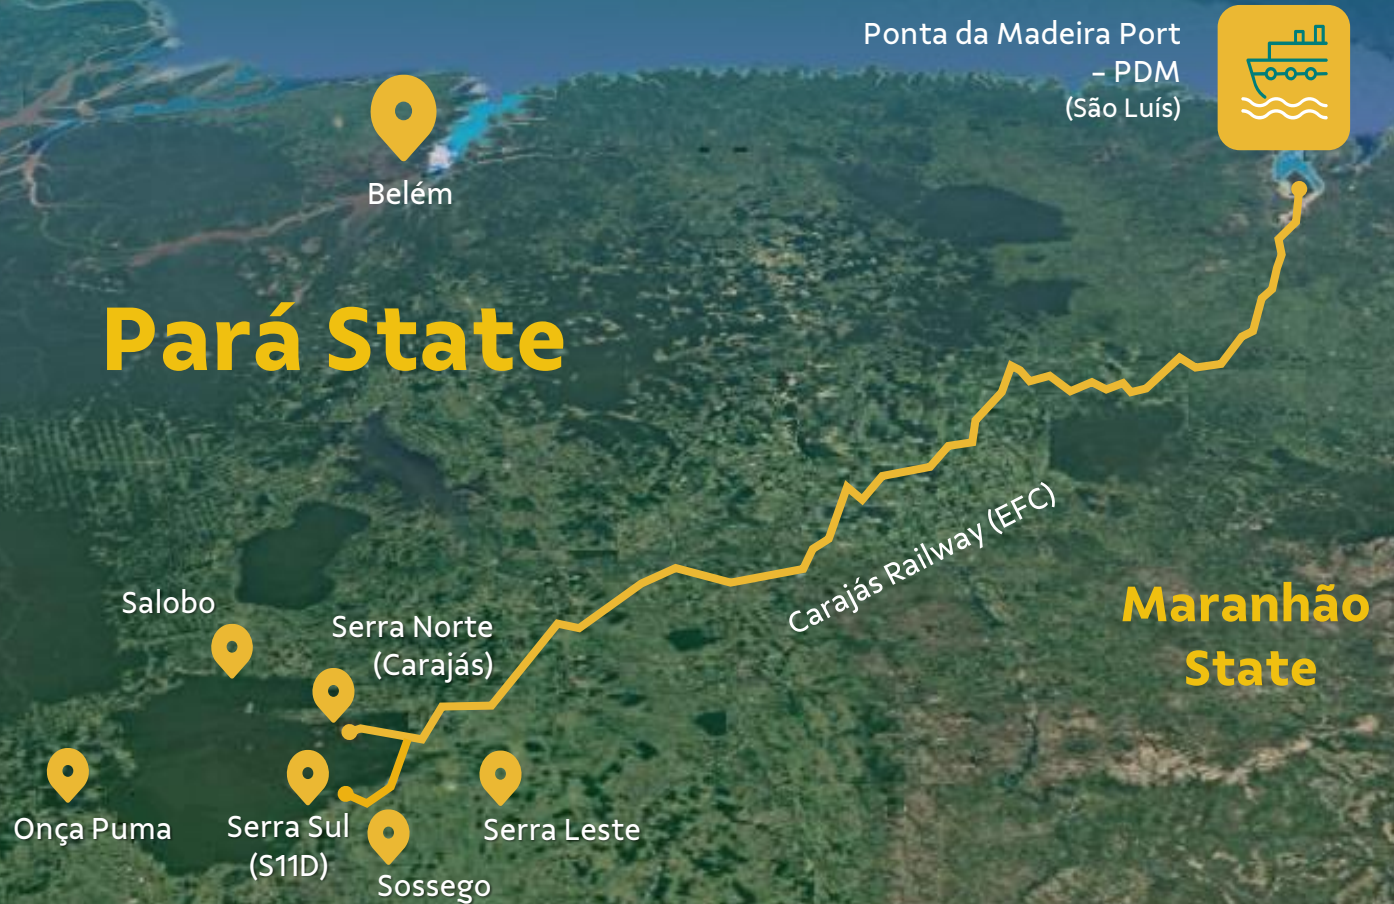 Ponta da Madeira Port
– PDM
(São Luís)
Belém
Pará State
Carajás Railway (EFC)
Maranhão
State
Salobo
Serra Norte
(Carajás)
Onça Puma
Serra Sul
(S11D)
Serra Leste
Sossego